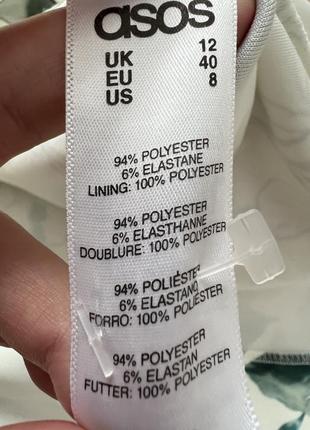 asos
UK 12
EU 40
US 8
94% POLYESTER
6% ELASTANE
LINING: 100% POLYESTER
94% POLYESTER
6% ELASTHANNE
DOUBLURE: 100% POLYESTER
94% POLIÉSTER
6% ELASTANO
FORRO: 100% POLIÉSTER
94% POLYESTER
6% ELASTAN
FUTTER: 100% POLYESTER